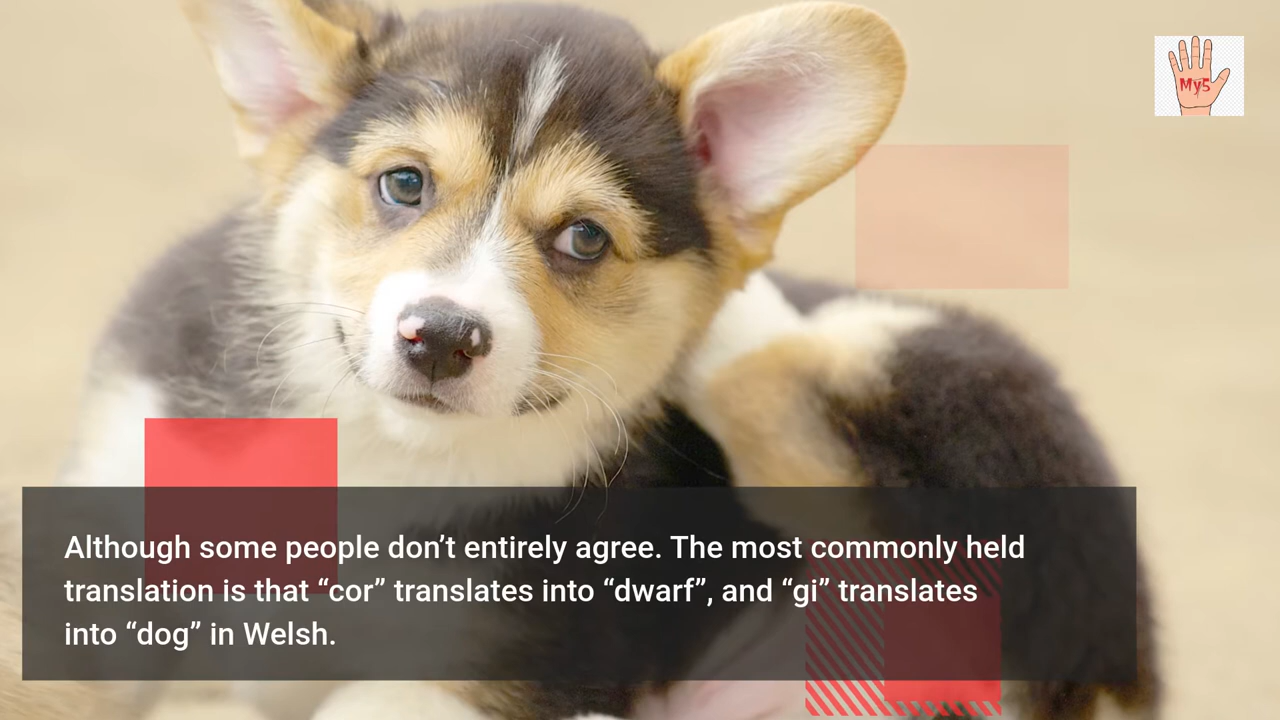 My5
Although some people don’t entirely agree. The most commonly held
translation is that “cor” translates into “dwarf”, and “gi” translates
into “dog” in Welsh.